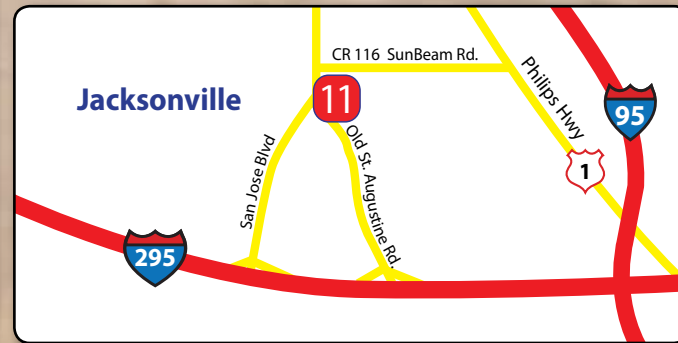 CR 116 SunBeam Rd.
Jacksonville
11
Philips Hwy
95
San Jose Blvd
Old St. Augustine Rd.
1
295